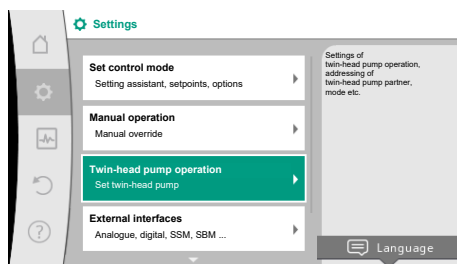 Settings
Set control mode
Setting assistant, setpoints, options
Manual operation
Manual override
Twin-head pump operation
Set twin-head pump
External interfaces
Analogue, digital, SSM, SBM ...
Settings of
twin-head pump operation,
addressing of
twin-head pump partner,
mode etc.
Language